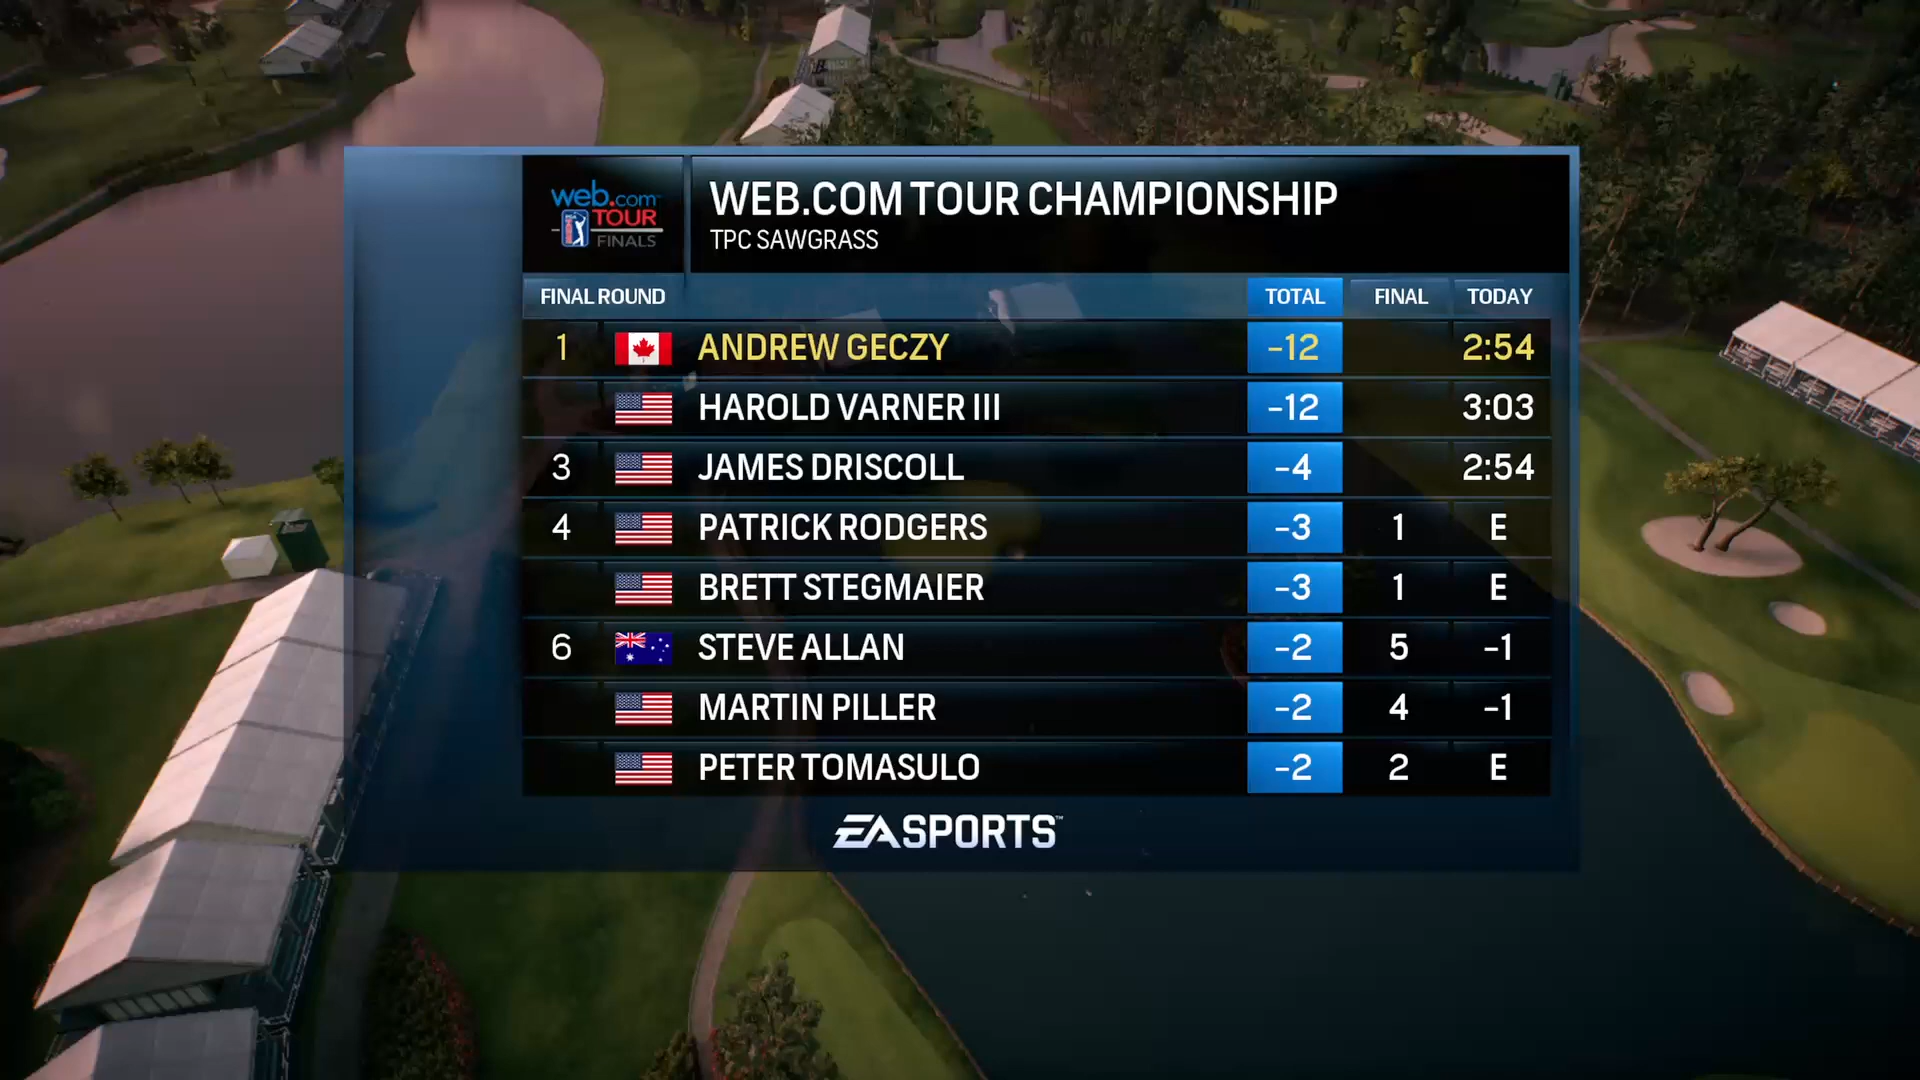 web.com
TOUR
FINALS
WEB.COM TOUR CHAMPIONSHIP
TPC SAWGRASS
FINAL ROUND TOTAL FINAL TODAY
1 ANDREW GECZY -12 2:54
HAROLD VARNER III -12 3:03
3 JAMES DRISCOLL -4 2:54
4 PATRICK RODGERS -3 1 E
BRETT STEGMAIER -3 1 E
6 STEVE ALLAN -2 5 -1
MARTIN PILLER -2 4 -1
PETER TOMASULO -2 2 E
EA SPORTS™